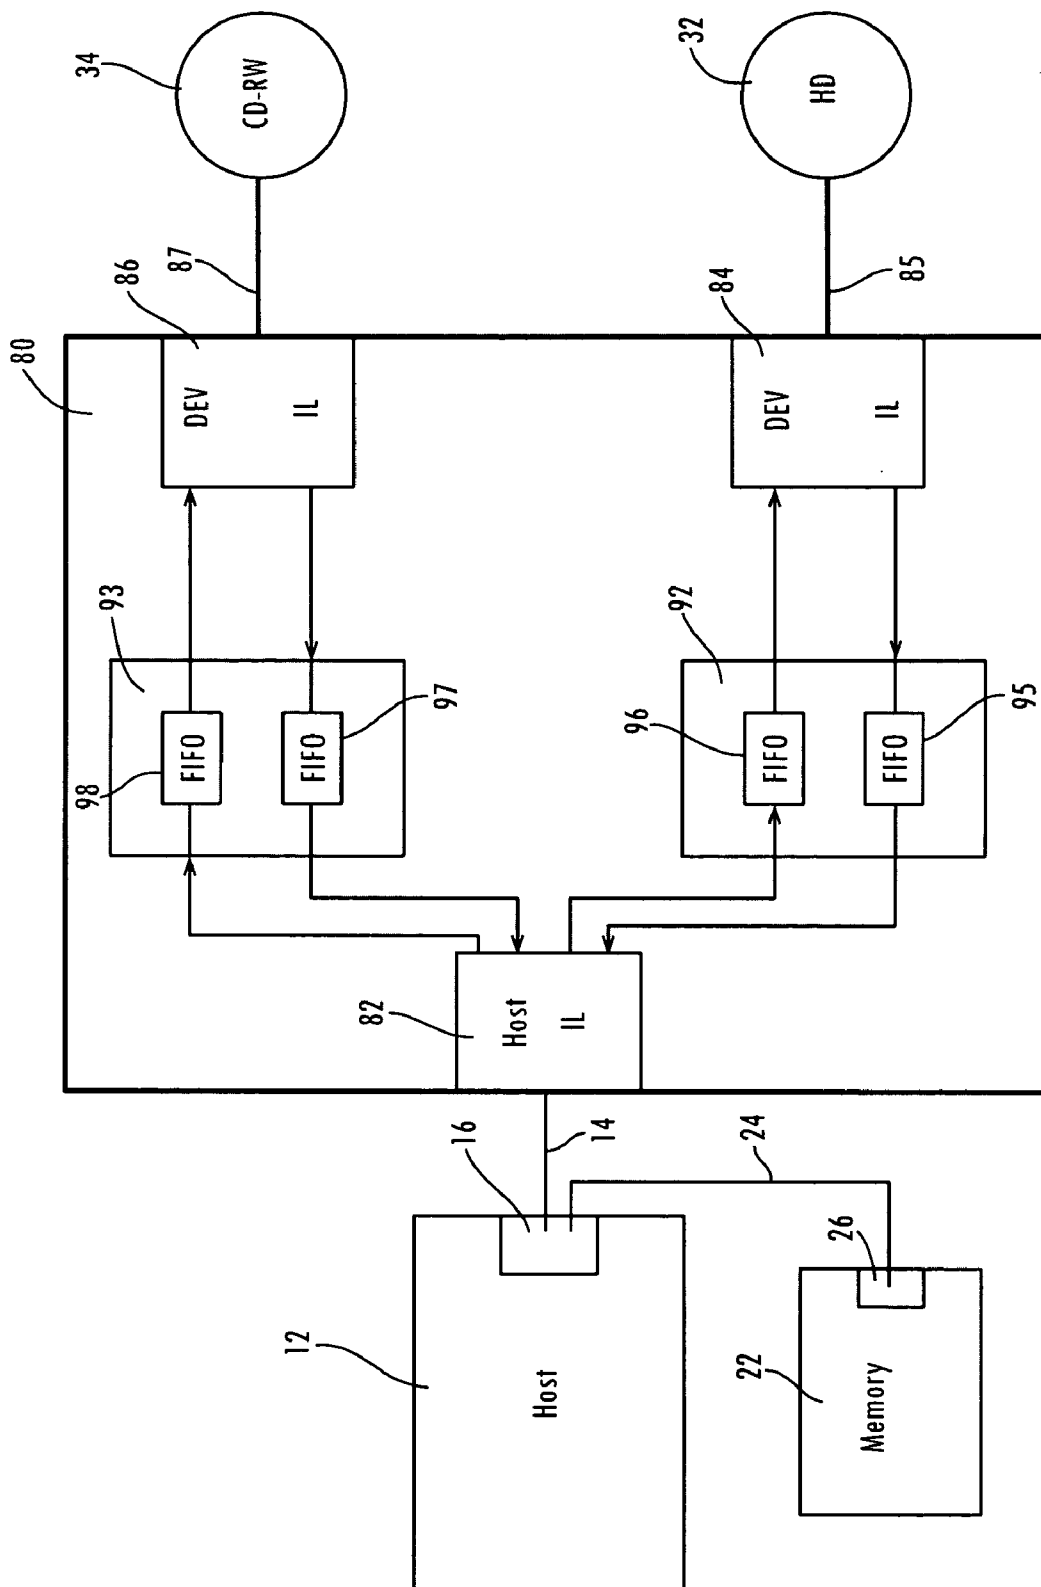 34
CD-RW
32
HD
87
85
80
86
DEV
IL
84
DEV
IL
93
98
FIFO
FIFO
97
92
96
FIFO
FIFO
95
82
Host
IL
16
14
24
12
Host
26
22
Memory